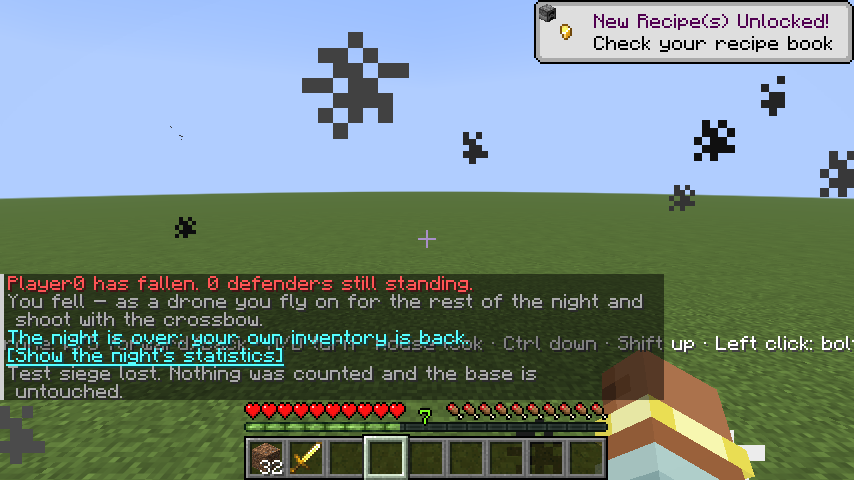 New Recipe(s) Unlocked!
Check your recipe book
Player0 has fallen. 0 defenders still standing.
You fell – as a drone you fly on for the rest of the night and
shoot with the crossbow.
The night is over: your own inventory is back.
look · Ctrl down · Shift up · Left click: bol
[Show the night's statistics]
Test siege lost. Nothing was counted and the base is
untouched.
7
32